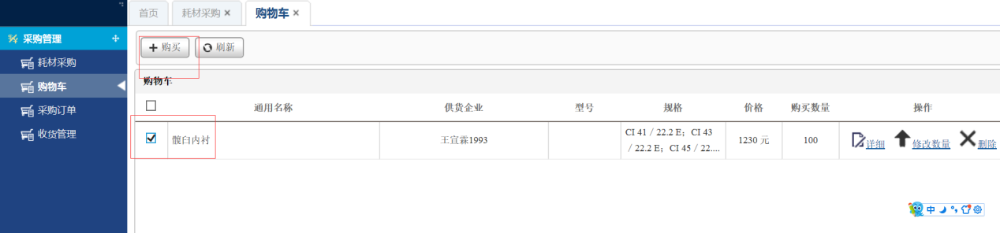 首页
耗材采购
购物车
采购管理
耗材采购
购物车
采购订单
收货管理
购买
刷新
购物车
通用名称
供货企业
型号
规格
价格
购买数量
操作
髋臼内衬
王宣霖1993
CI 41 / 22.2 E; CI 43
/ 22.2 E; CI 45 / 22....
1230 元
100
详细
修改数量
删除
中